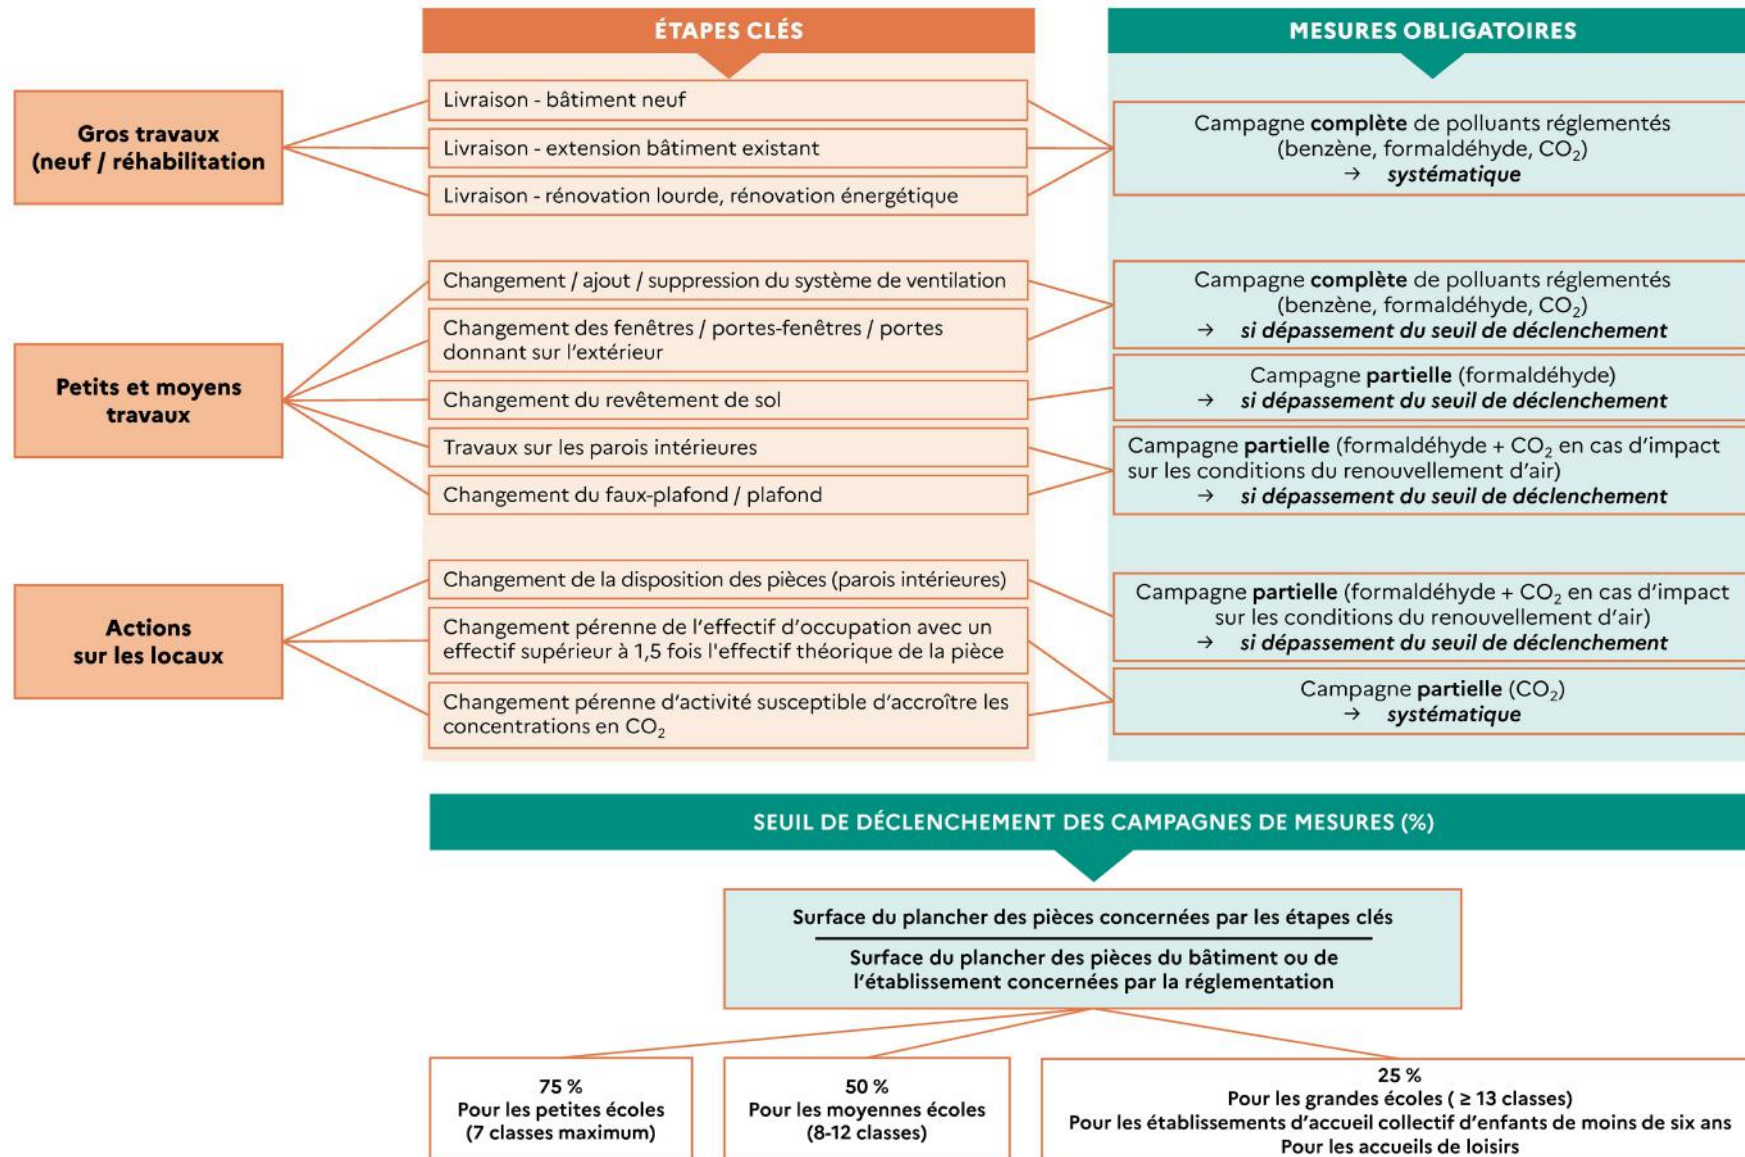 ÉTAPES CLÉS
MESURES OBLIGATOIRES
Gros travaux
(neuf / réhabilitation
Livraison - bâtiment neuf
Livraison - extension bâtiment existant
Livraison - rénovation lourde, rénovation énergétique
Campagne complète de polluants réglementés
(benzène, formaldéhyde, CO₂)
→ systématique
Petits et moyens
travaux
Changement / ajout / suppression du système de ventilation
Changement des fenêtres / portes-fenêtres / portes
donnant sur l'extérieur
Changement du revêtement de sol
Travaux sur les parois intérieures
Changement du faux-plafond / plafond
Campagne complète de polluants réglementés
(benzène, formaldéhyde, CO₂)
→ si dépassement du seuil de déclenchement
Campagne partielle (formaldéhyde)
→ si dépassement du seuil de déclenchement
Campagne partielle (formaldéhyde + CO₂ en cas d'impact
sur les conditions du renouvellement d'air)
→ si dépassement du seuil de déclenchement
Actions
sur les locaux
Changement de la disposition des pièces (parois intérieures)
Changement pérenne de l'effectif d'occupation avec un
effectif supérieur à 1,5 fois l'effectif théorique de la pièce
Changement pérenne d'activité susceptible d'accroître les
concentrations en CO₂
Campagne partielle (formaldéhyde + CO₂ en cas d'impact
sur les conditions du renouvellement d'air)
→ si dépassement du seuil de déclenchement
Campagne partielle (CO₂)
→ systématique
SEUIL DE DÉCLENCHEMENT DES CAMPAGNES DE MESURES (%)
Surface du plancher des pièces concernées par les étapes clés
Surface du plancher des pièces du bâtiment ou de
l'établissement concernées par la réglementation
75 %
Pour les petites écoles
(7 classes maximum)
50 %
Pour les moyennes écoles
(8-12 classes)
25 %
Pour les grandes écoles ( ≥ 13 classes)
Pour les établissements d'accueil collectif d'enfants de moins de six ans
Pour les accueils de loisirs